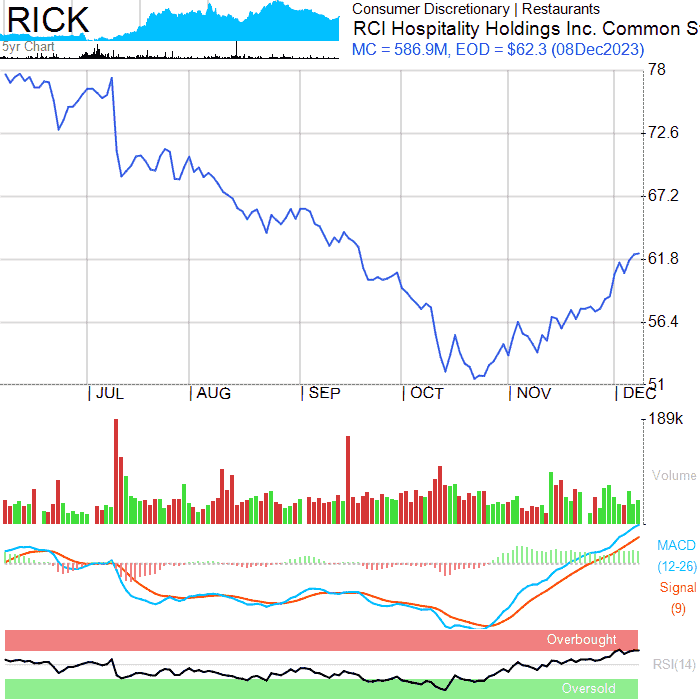 RICK
5yr Chart
Consumer Discretionary | Restaurants
RCI Hospitality Holdings Inc. Common S
MC = 586.9M, EOD = $62.3 (08Dec2023)
78
72.6
67.2
61.8
56.4
51
JUL
AUG
SEP
OCT
NOV
DEC
189k
Volume
MACD
(12-26)
Signal
(9)
Overbought
RSI(14)
Oversold